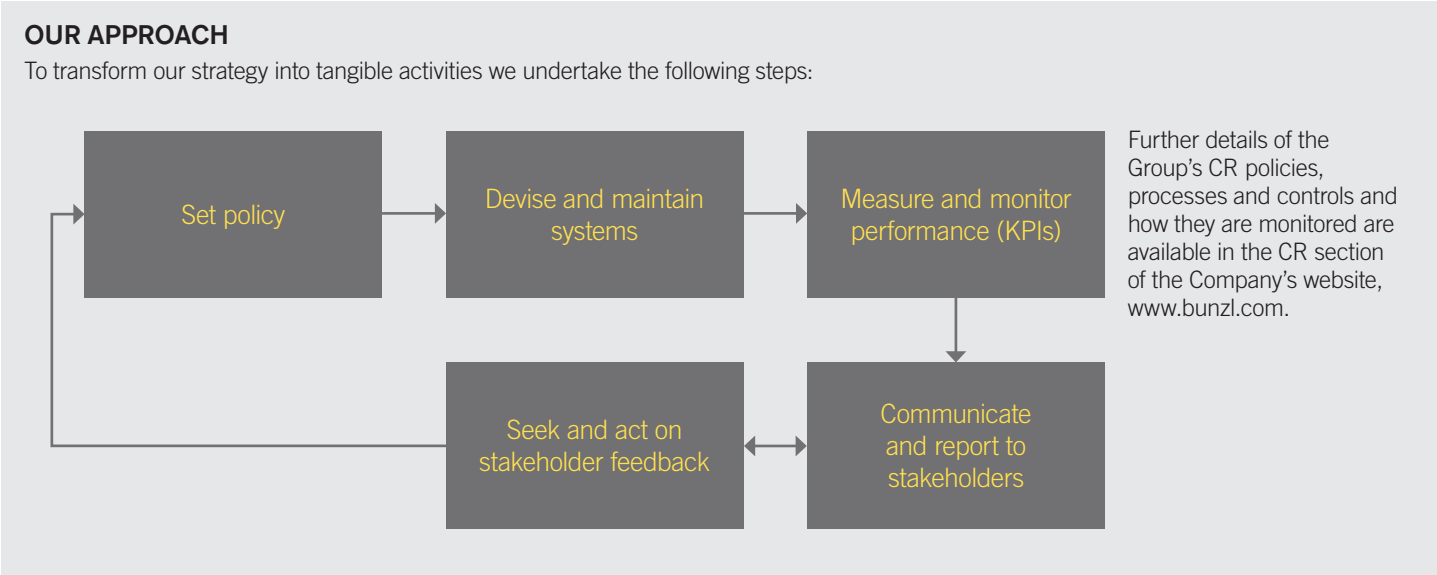 OUR APPROACH
To transform our strategy into tangible activities we undertake the following steps:
Set policy
Devise and maintain
systems
Measure and monitor
performance (KPIs)
Further details of the
Group’s CR policies,
processes and controls and
how they are monitored are
available in the CR section
of the Company’s website,
www.bunzl.com.
Seek and act on
stakeholder feedback
Communicate
and report to
stakeholders